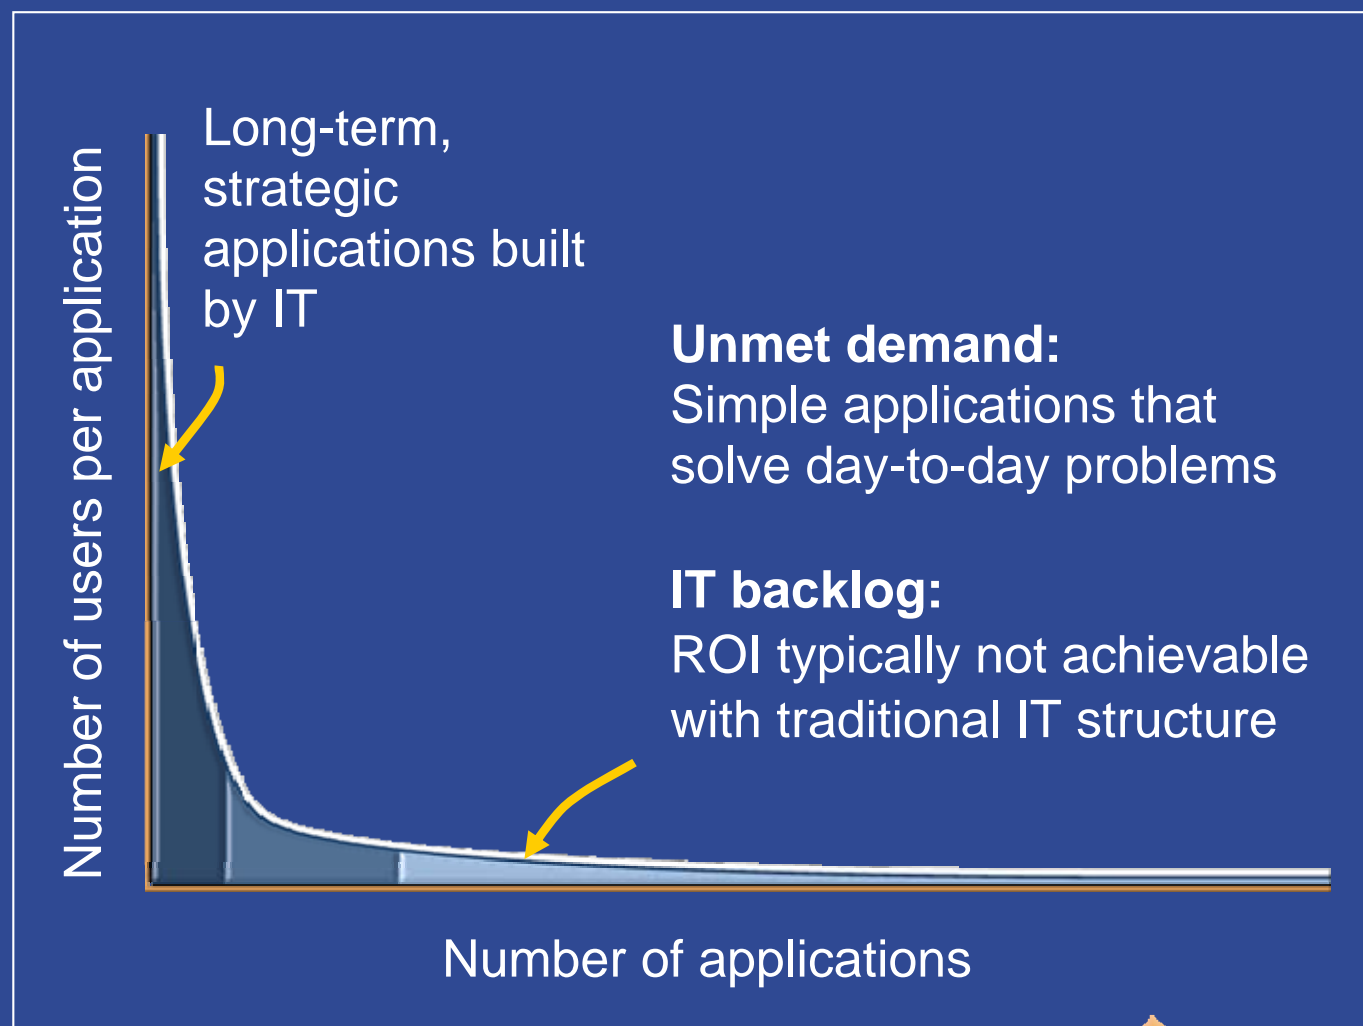 Number of users per application
Long-term,
strategic
applications built
by IT
Unmet demand:
Simple applications that
solve day-to-day problems
IT backlog:
ROI typically not achievable
with traditional IT structure
Number of applications